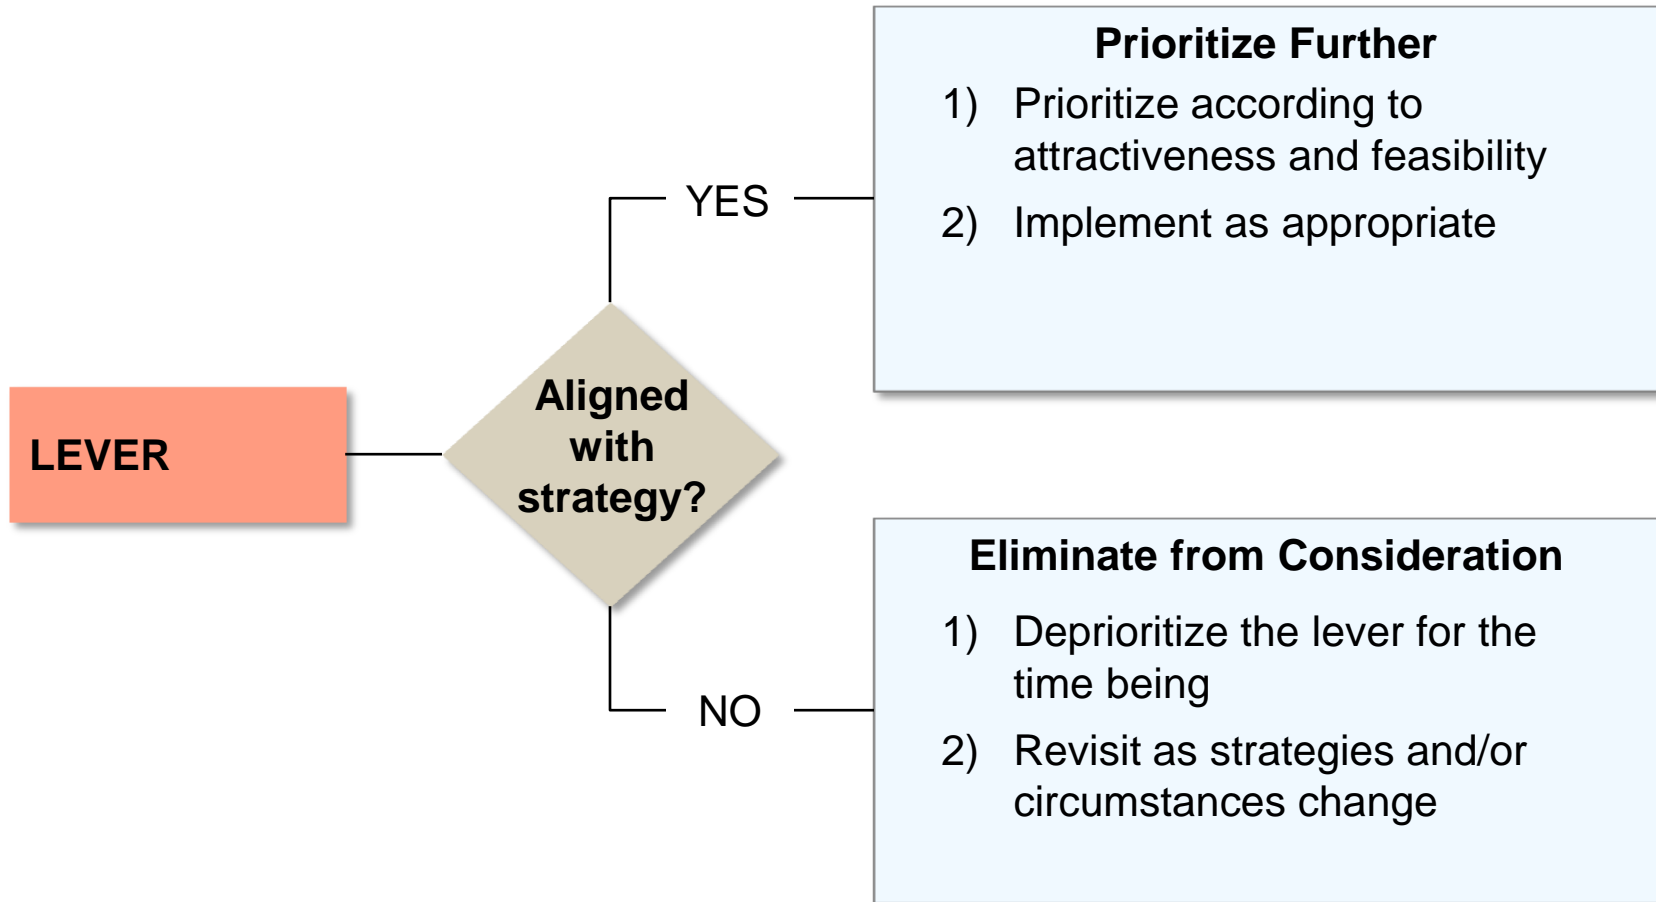 LEVER
Aligned
with
strategy?
YES
Prioritize Further
1) Prioritize according to
attractiveness and feasibility
2) Implement as appropriate
NO
Eliminate from Consideration
1) Deprioritize the lever for the
time being
2) Revisit as strategies and/or
circumstances change